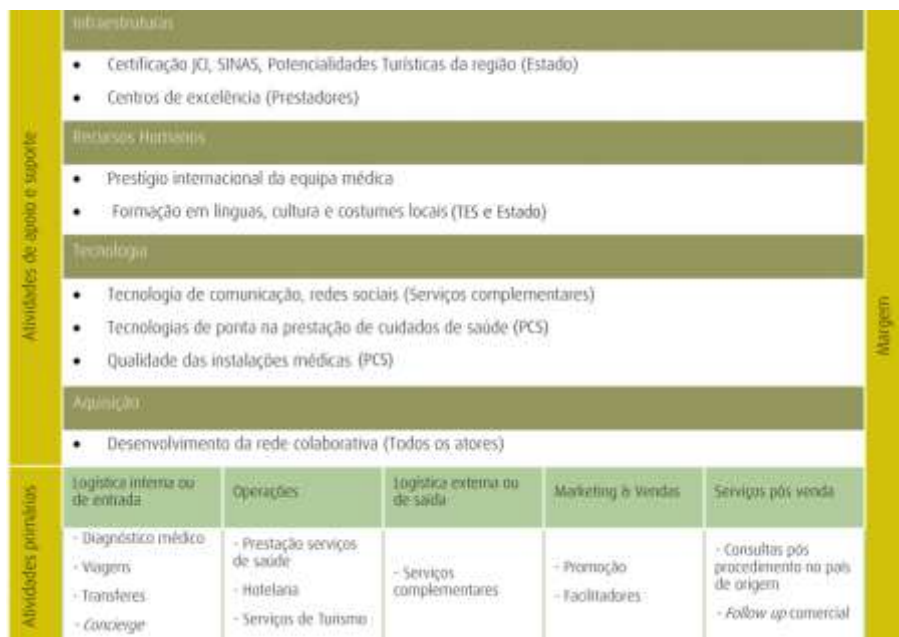 Infraestruturas
• Certificação JCI, SINAS, Potencialidades Turísticas da região (Estado)
• Centros de excelência (Prestadores)
Recursos Humanos
• Prestígio internacional da equipa médica
• Formação em línguas, cultura e costumes locais (TES e Estado)
Tecnologia
• Tecnologia de comunicação, redes sociais (Serviços complementares)
• Tecnologias de ponta na prestação de cuidados de saúde (PCS)
• Qualidade das instalações médicas (PCS)
Aquisição
• Desenvolvimento da rede colaborativa (Todos os atores)
Atividades de apoio e suporte
Margem
Atividades primárias
Logística interna ou
de entrada
- Diagnóstico médico
- Viagens
- Transferes
- Concierge
Operações
- Prestação serviços
de saúde
- Hotelaria
- Serviços de Turismo
Logística externa ou
de saída
- Serviços
complementares
Marketing & Vendas
- Promoção
- Facilitadores
Serviços pós venda
- Consultas pós
procedimento no país
de origem
- Follow up comercial